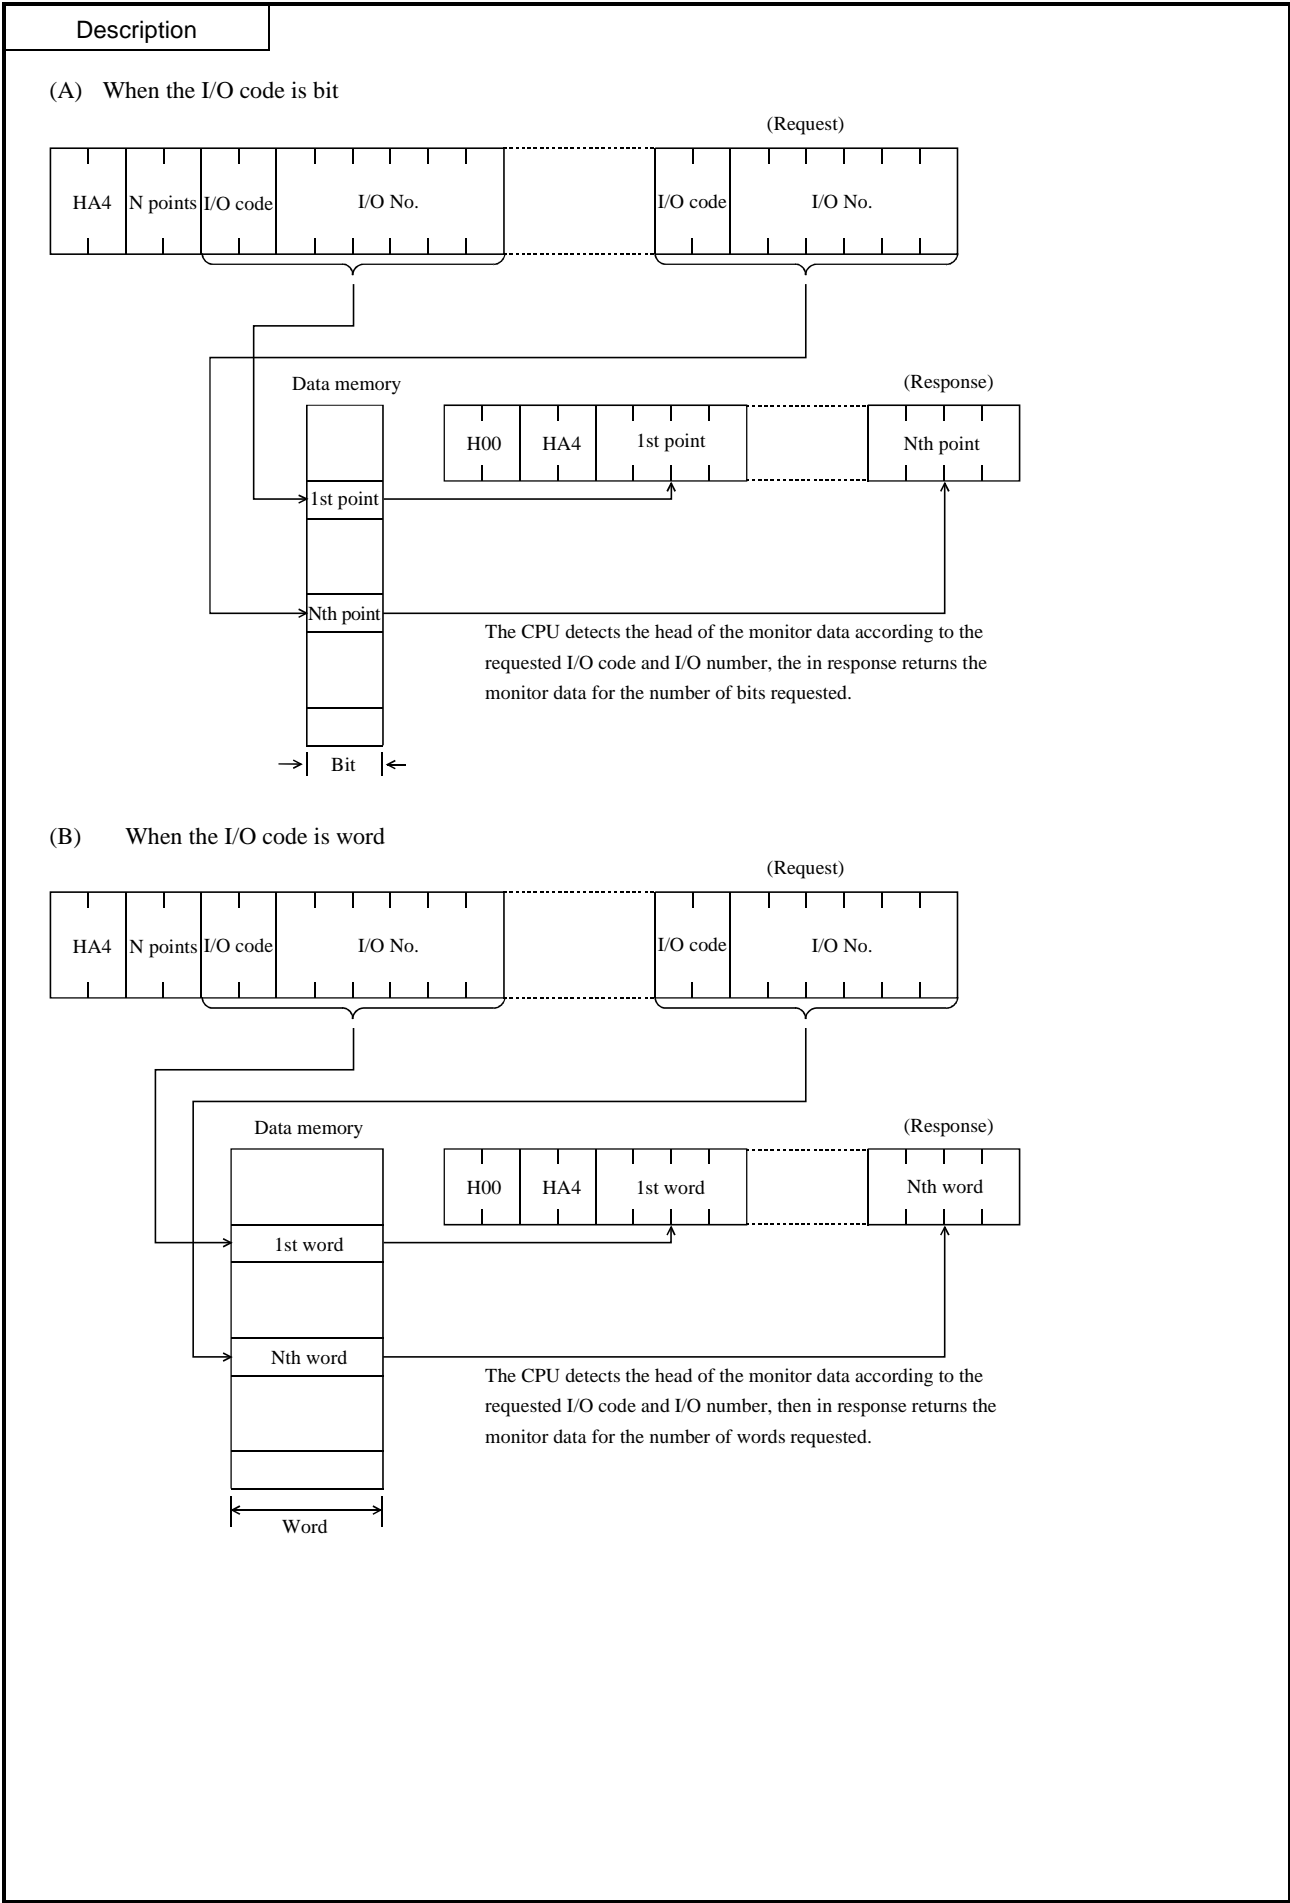 Description
(A) When the I/O code is bit
(Request)
HA4 N points I/O code I/O No. I/O code I/O No.
Data memory
(Response)
H00 HA4 1st point Nth point
1st point
Nth point
The CPU detects the head of the monitor data according to the
requested I/O code and I/O number, the in response returns the
monitor data for the number of bits requested.
Bit
(B) When the I/O code is word
(Request)
HA4 N points I/O code I/O No. I/O code I/O No.
Data memory
(Response)
H00 HA4 1st word Nth word
1st word
Nth word
The CPU detects the head of the monitor data according to the
requested I/O code and I/O number, then in response returns the
monitor data for the number of words requested.
Word